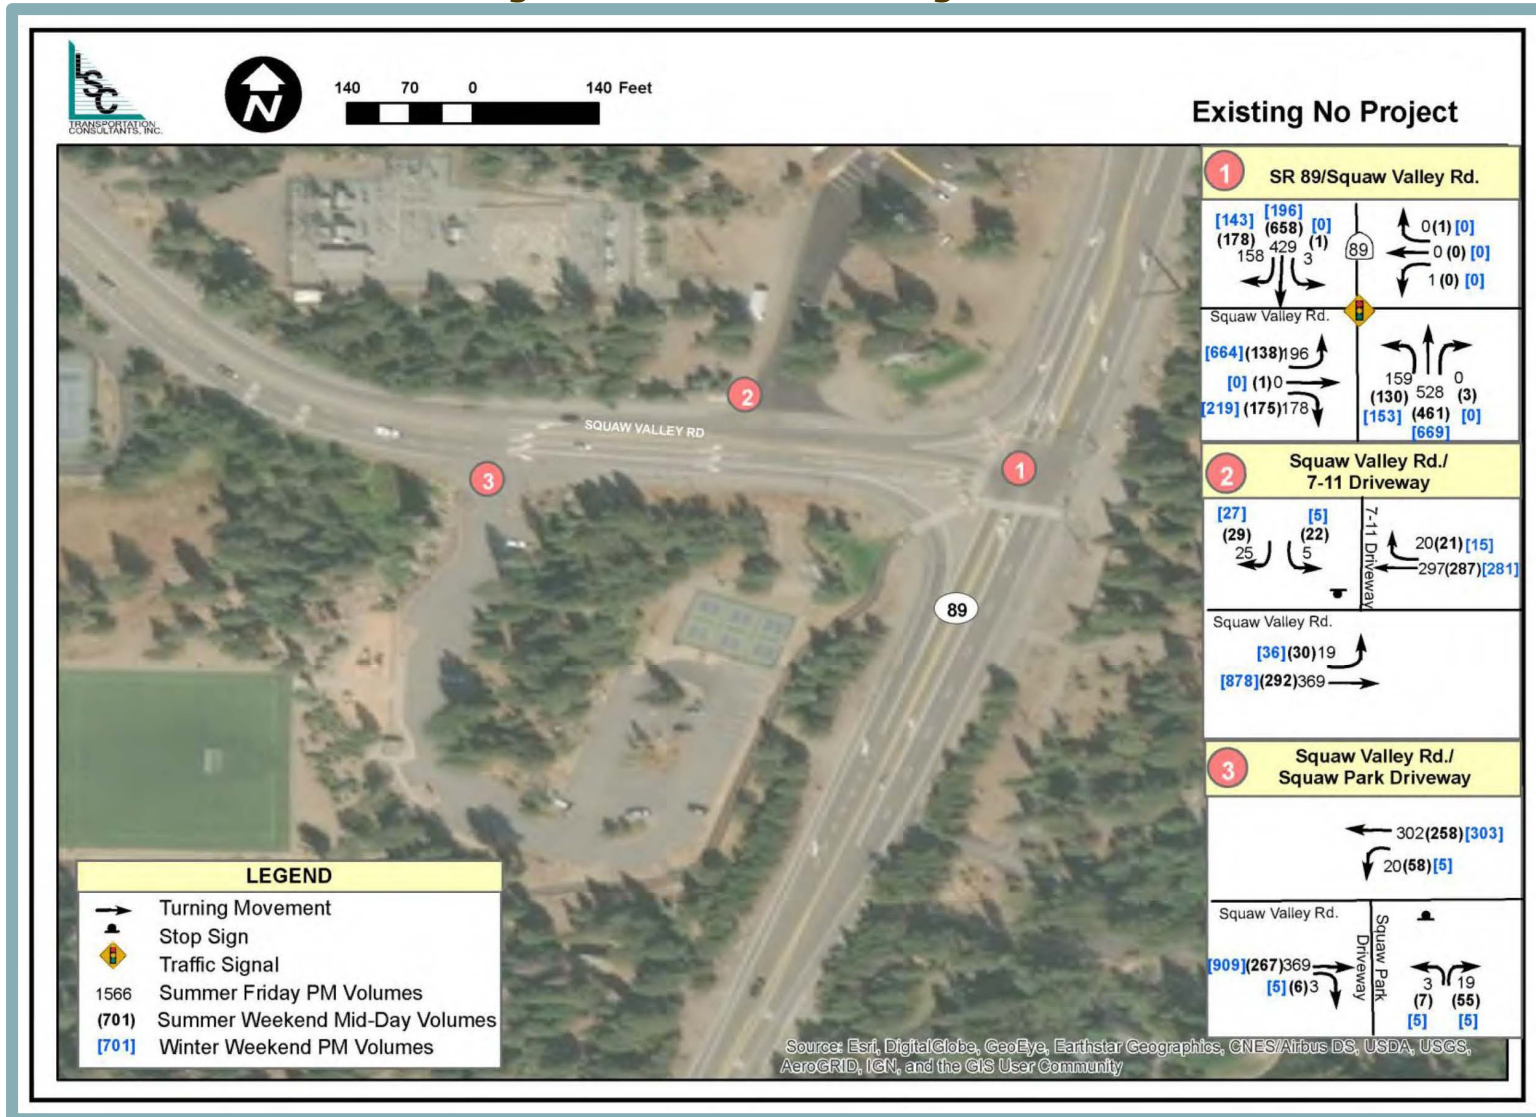 LSC
TRANSPORTATION
CONSULTANTS, INC.
N
140 70 0 140 Feet
Existing No Project
1 SR 89/Squaw Valley Rd.
[143] [196] [0]
(178) (658) (1)
158 429 3
89
0(1)[0]
0(0)[0]
1(0)[0]
Squaw Valley Rd.
[664](138)196
[0](1)0
[219](175)178
159 528 0
(130) (461) (3)
[153] [669] [0]
2 Squaw Valley Rd./
7-11 Driveway
[27] [5]
(29) (22)
25 5
7-11 Driveway
20(21)[15]
297(287)[281]
Squaw Valley Rd.
[36](30)19
[878](292)369
3 Squaw Valley Rd./
Squaw Park Driveway
302(258)[303]
20(58)[5]
Squaw Valley Rd.
Squaw Park
Driveway
[909](267)369
[5](6)3
3 19
(7) (55)
[5] [5]
2
SQUAW VALLEY RD
1
3
89
LEGEND
Turning Movement
Stop Sign
Traffic Signal
1566 Summer Friday PM Volumes
(701) Summer Weekend Mid-Day Volumes
[701] Winter Weekend PM Volumes
Source: Esri, DigitalGlobe, GeoEye, Earthstar Geographics, CNES/Airbus DS, USDA, USGS,
AeroGRID, IGN, and the GIS User Community